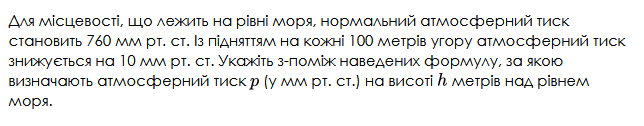 Для місцевості, що лежить на рівні моря, нормальний атмосферний тиск
становить 760 мм рт. ст. Із підняттям на кожні 100 метрів угору атмосферний тиск
знижується на 10 мм рт. ст. Укажіть з-поміж наведених формулу, за якою
визначають атмосферний тиск p (у мм рт. ст.) на висоті h метрів над рівнем
моря.